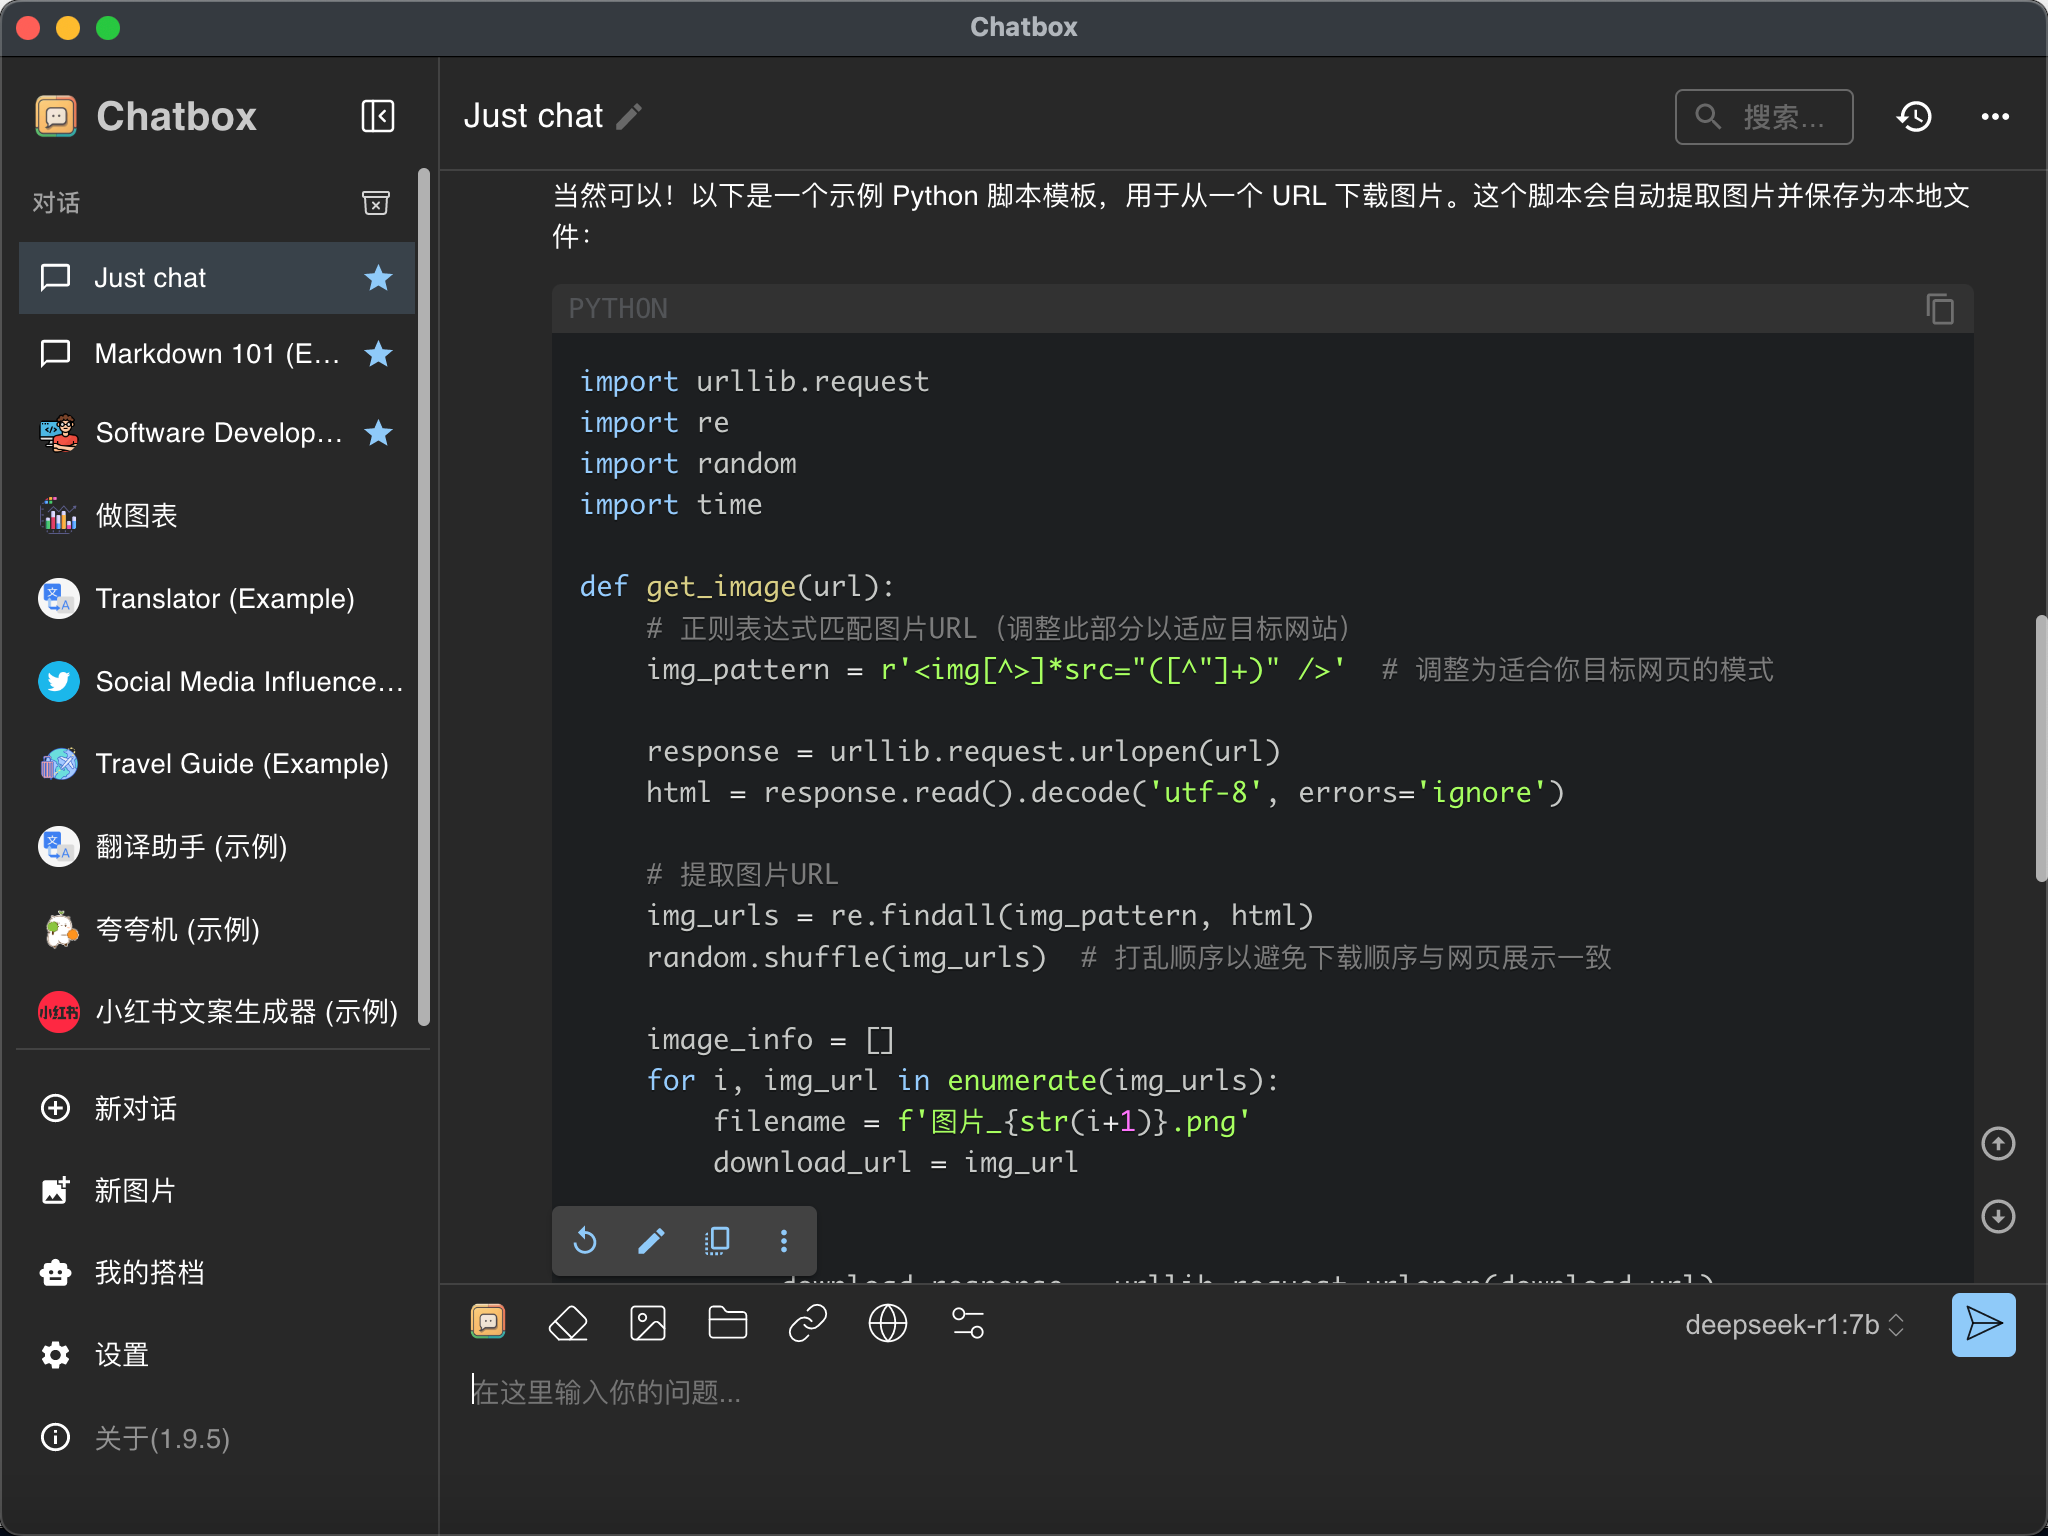 Chatbox
Chatbox
对话
Just chat
Markdown 101 (E...
Software Develop...
做图表
Translator (Example)
Social Media Influence...
Travel Guide (Example)
翻译助手 (示例)
夸夸机 (示例)
小红书
小红书文案生成器 (示例)
新对话
新图片
我的搭档
设置
关于(1.9.5)
Just chat
搜索...
当然可以！以下是一个示例 Python 脚本模板，用于从一个 URL 下载图片。这个脚本会自动提取图片并保存为本地文
件：
PYTHON
import urllib.request
import re
import random
import time
def get_image(url):
# 正则表达式匹配图片URL（调整此部分以适应目标网站）
img_pattern = r'<img[^>]*src="([^"]+)" />'  # 调整为适合你目标网页的模式
response = urllib.request.urlopen(url)
html = response.read().decode('utf-8', errors='ignore')
# 提取图片URL
img_urls = re.findall(img_pattern, html)
random.shuffle(img_urls)  # 打乱顺序以避免下载顺序与网页展示一致
image_info = []
for i, img_url in enumerate(img_urls):
filename = f'图片_{str(i+1)}.png'
download_url = img_url
download_response = urllib.request.urlopen(download_url)
deepseek-r1:7b
在这里输入你的问题...